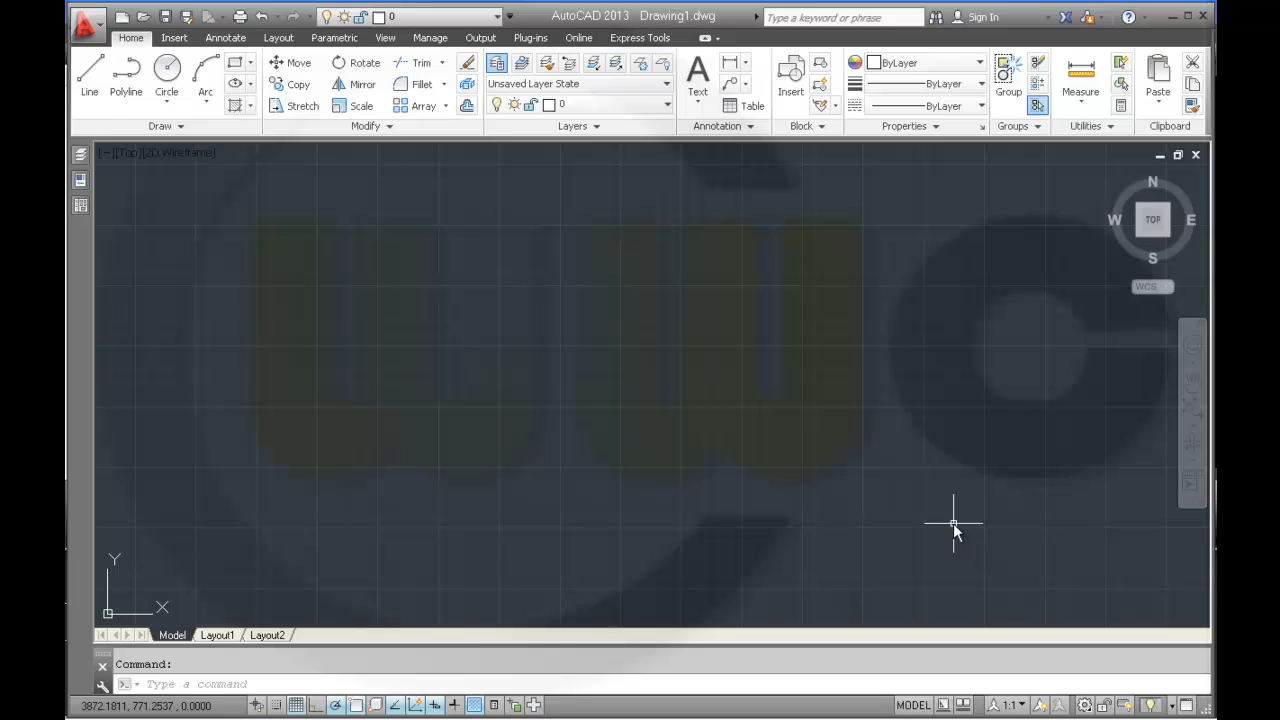 0
AutoCAD 2013 Drawing1.dwg
Type a keyword or phrase
Sign In
Home Insert Annotate Layout Parametric View Manage Output Plug-ins Online Express Tools
Line Polyline Circle Arc
Move Rotate Trim
Copy Mirror Fillet
Stretch Scale Array
Unsaved Layer State
0
Text
Table
Insert
ByLayer
ByLayer
ByLayer
Group
Measure
Paste
Draw Modify Layers Annotation Block Properties Groups Utilities Clipboard
[-][Top][2D Wireframe]
N
W TOP E
S
WCS
Y
X
Model Layout1 Layout2
Command:
Type a command
3872.1811, 771.2537, 0.0000
MODEL 1:1